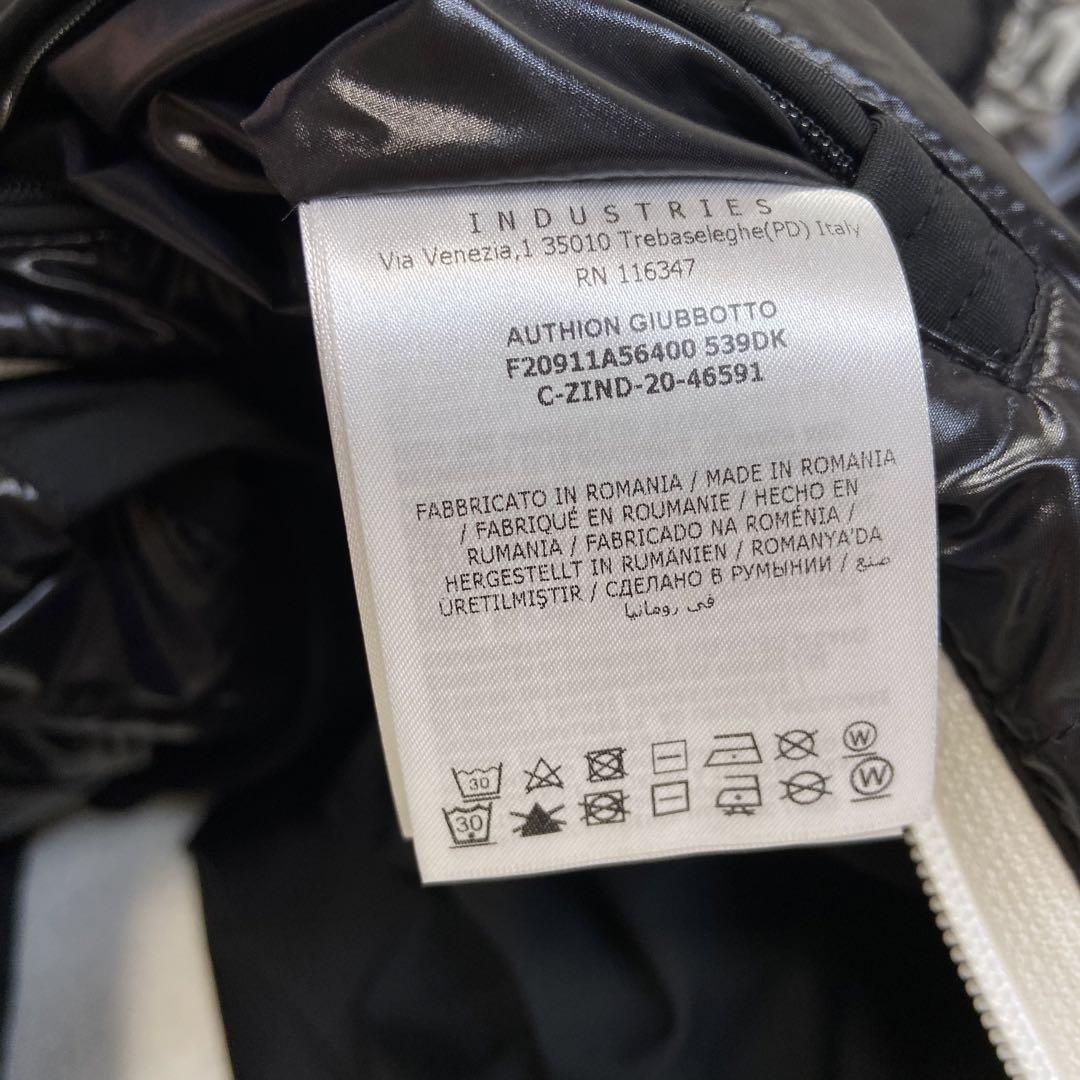 INDUSTRIES
Via Venezia,1 35010 Trebaseleghe(PD) Italy
RN 116347
AUTHION GIUBBOTTO
F20911A56400 539DK
C-ZIND-20-46591
FABBRICATO IN ROMANIA / MADE IN ROMANIA
/ FABRIQUÉ EN ROUMANIE / HECHO EN
RUMANIA / FABRICADO NA ROMÉNIA /
HERGESTELLT IN RUMÄNIEN / ROMANYA'DA
ÜRETILMIŞTIR / СДЕЛАНО В РУМЫНИИ / صنع
في رومانيا
30 W
30 W